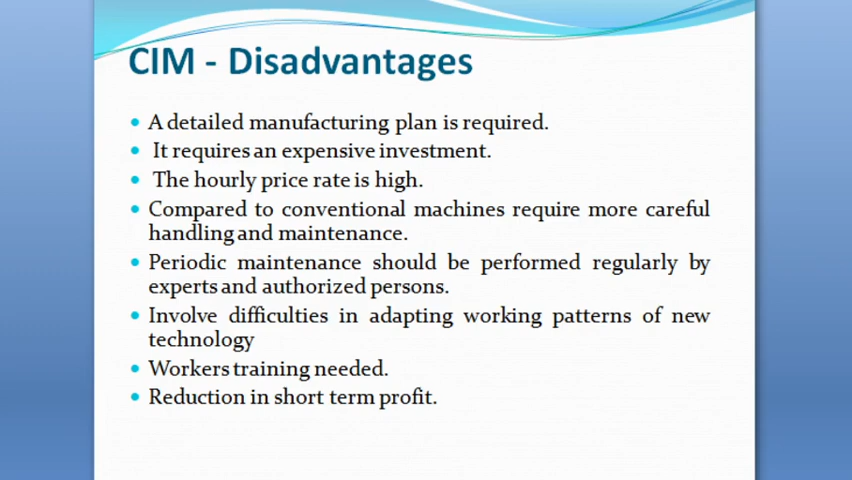 CIM - Disadvantages
A detailed manufacturing plan is required.
It requires an expensive investment.
The hourly price rate is high.
Compared to conventional machines require more careful
handling and maintenance.
Periodic maintenance should be performed regularly by
experts and authorized persons.
Involve difficulties in adapting working patterns of new
technology
Workers training needed.
Reduction in short term profit.